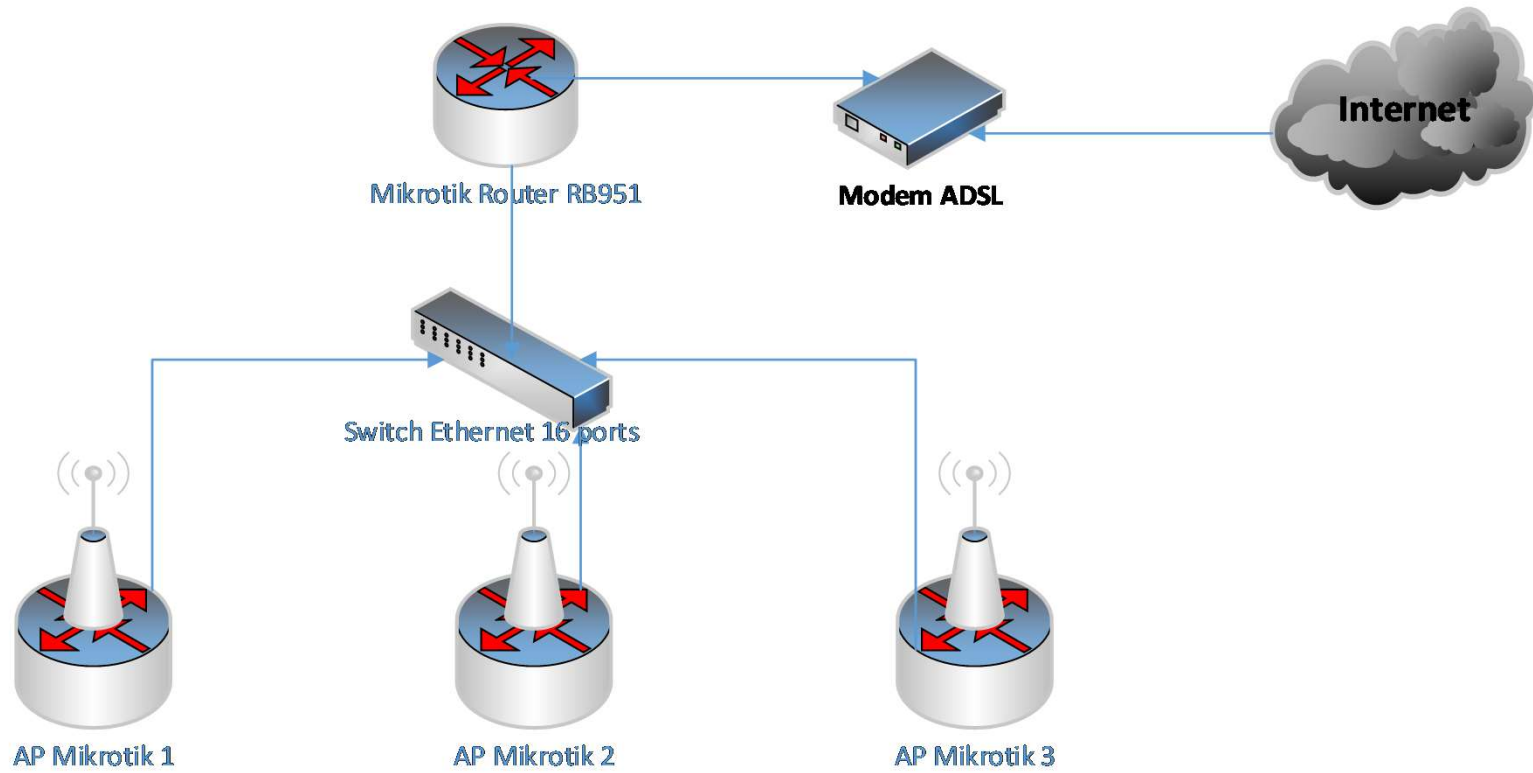 Internet
Mikrotik Router RB951
Modem ADSL
Switch Ethernet 16 ports
AP Mikrotik 1
AP Mikrotik 2
AP Mikrotik 3